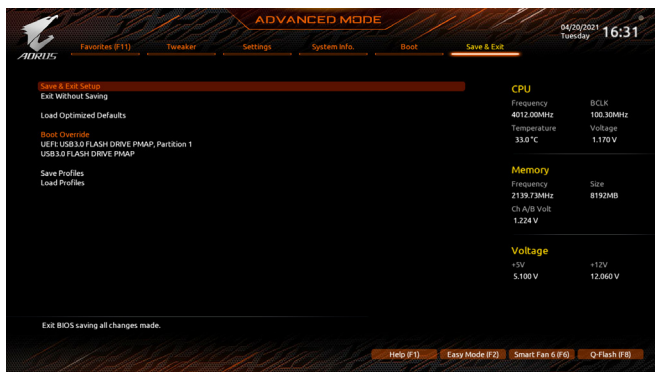 ADVANCED MODE
04/20/2021
Tuesday
16:31
AORUS
Favorites (F11) Tweaker Settings System Info. Boot Save & Exit
Save & Exit Setup
Exit Without Saving
Load Optimized Defaults
Boot Override
UEFI: USB3.0 FLASH DRIVE PMAP, Partition 1
USB3.0 FLASH DRIVE PMAP
Save Profiles
Load Profiles
CPU
Frequency BCLK
4012.00MHz 100.30MHz
Temperature Voltage
33.0 °C 1.170 V
Memory
Frequency Size
2139.73MHz 8192MB
Ch A/B Volt
1.224 V
Voltage
+5V +12V
5.100 V 12.060 V
Exit BIOS saving all changes made.
Help (F1) Easy Mode (F2) Smart Fan 6 (F6) Q-Flash (F8)